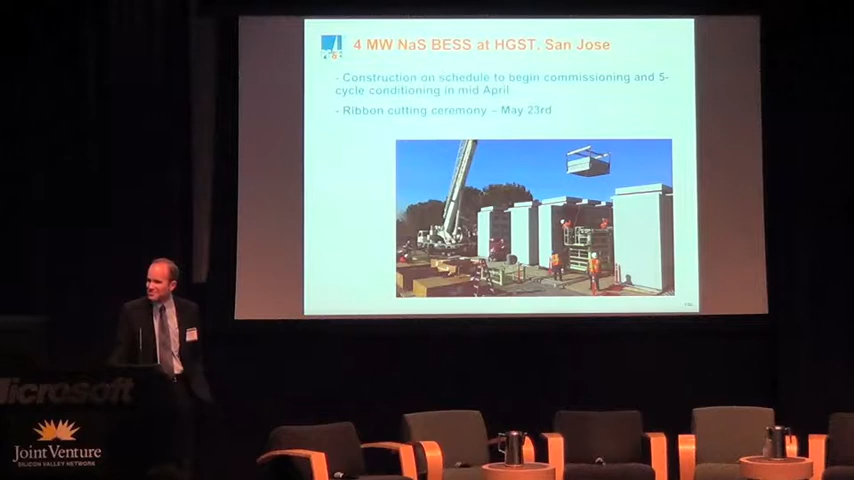 4 MW NaS BESS at HGST. San Jose
- Construction on schedule to begin commissioning and 5-
cycle conditioning in mid April
- Ribbon cutting ceremony – May 23rd
Microsoft
Joint Venture
SILICON VALLEY NETWORK